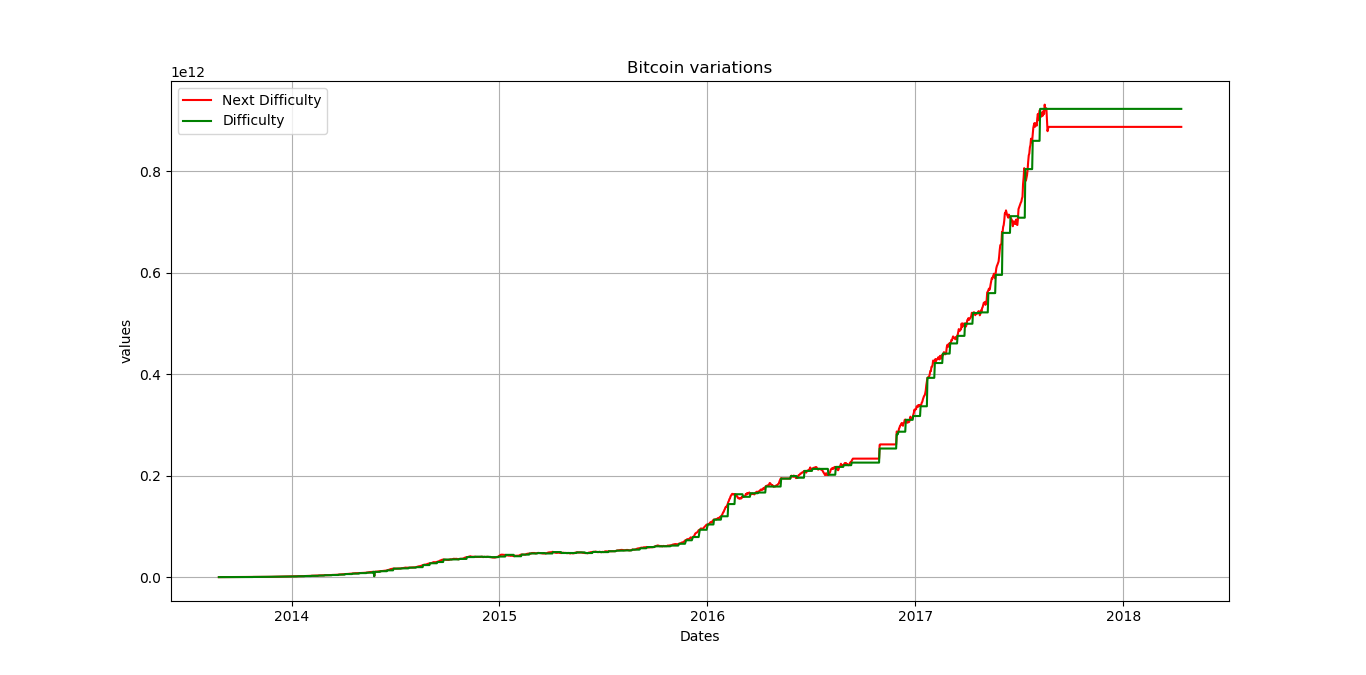 Bitcoin variations
1e12
Next Difficulty
Difficulty
0.8
0.6
0.4
0.2
0.0
values
2014 2015 2016 2017 2018
Dates